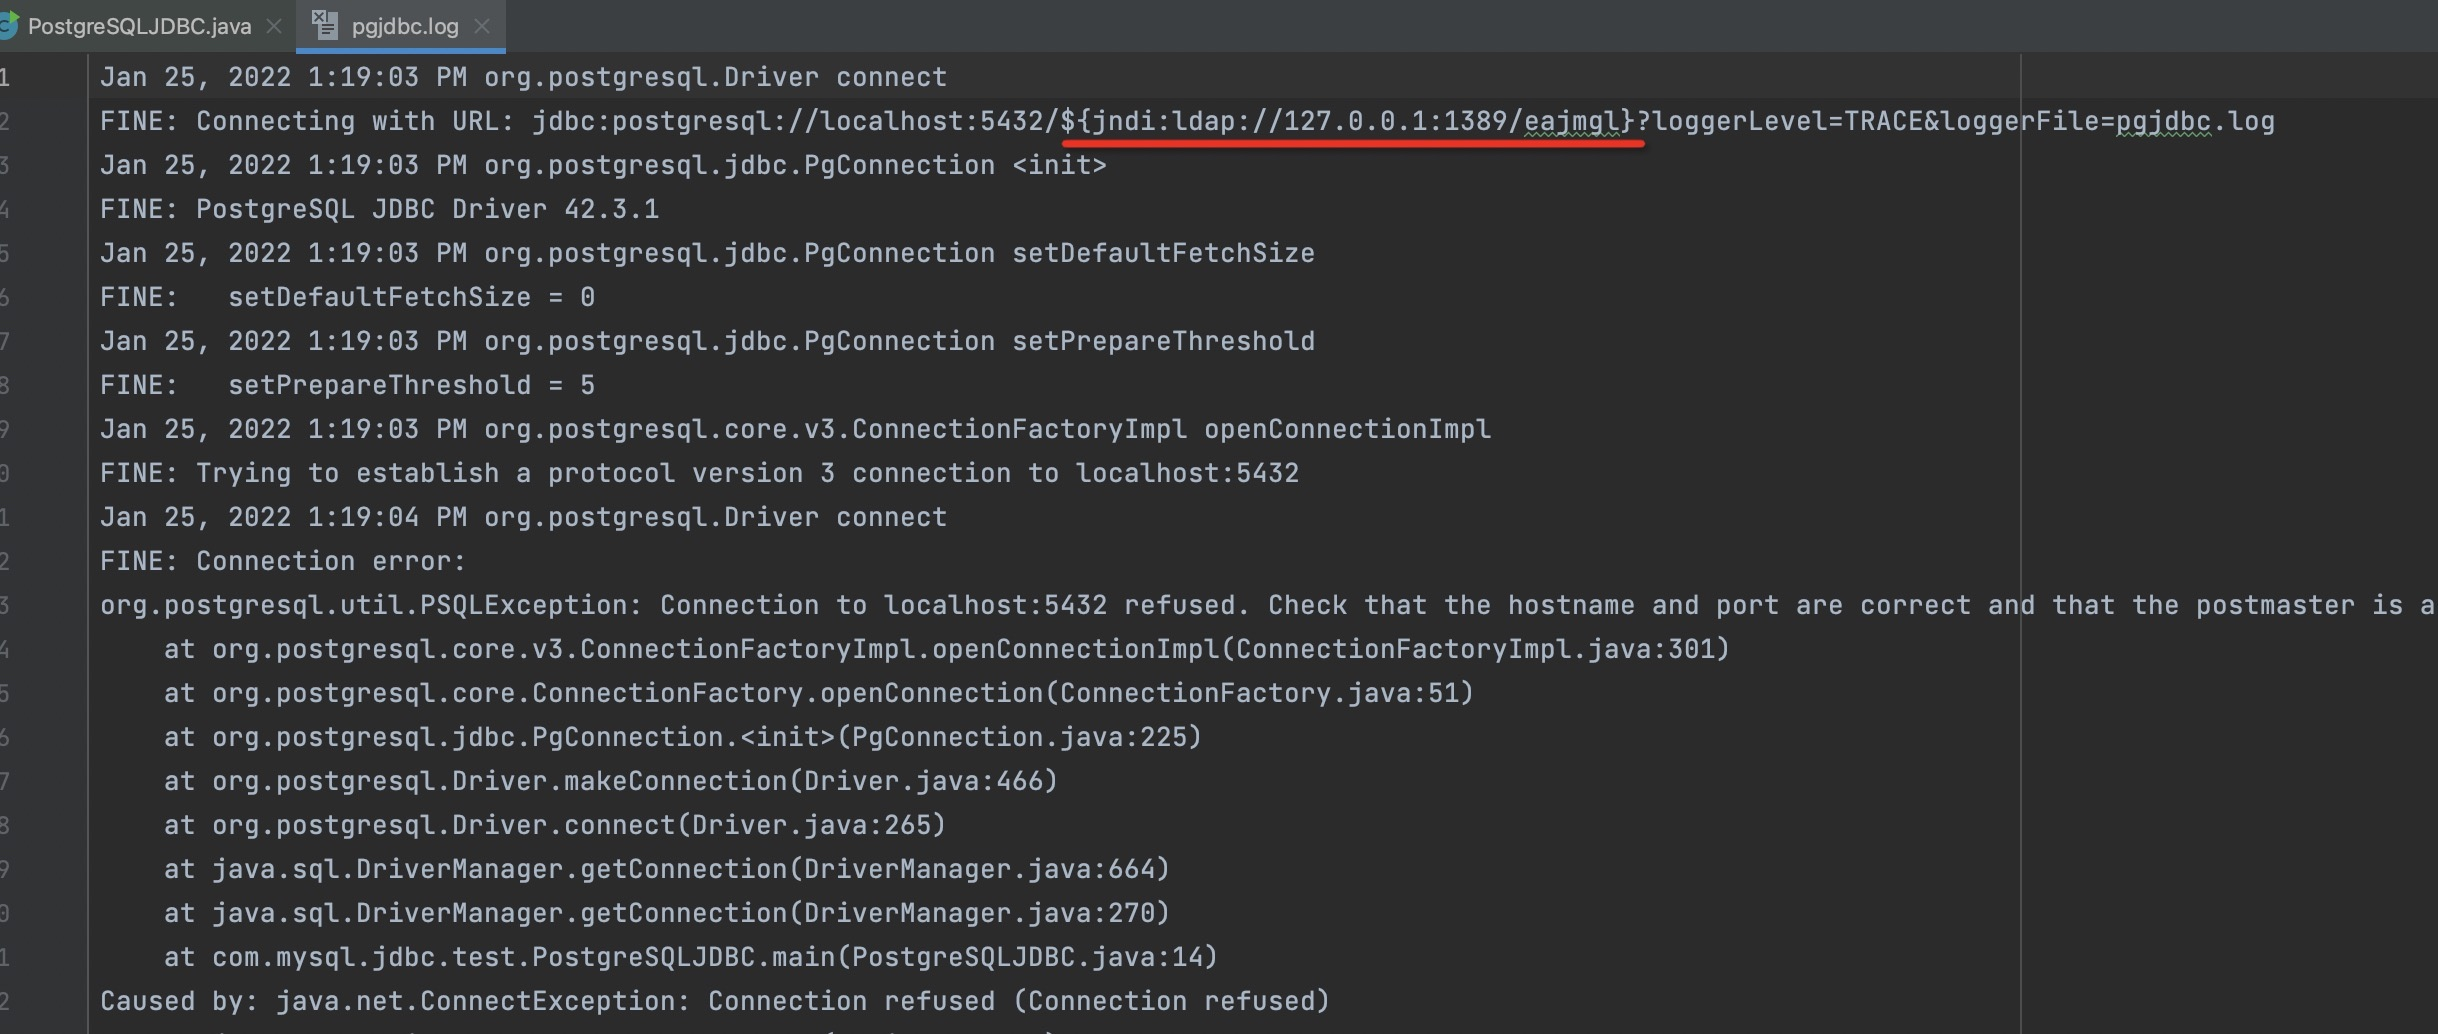 PostgreSQLJDBC.java
pgjdbc.log
1 Jan 25, 2022 1:19:03 PM org.postgresql.Driver connect
2 FINE: Connecting with URL: jdbc:postgresql://localhost:5432/${jndi:ldap://127.0.0.1:1389/eajmgl}?loggerLevel=TRACE&loggerFile=pgjdbc.log
3 Jan 25, 2022 1:19:03 PM org.postgresql.jdbc.PgConnection <init>
4 FINE: PostgreSQL JDBC Driver 42.3.1
5 Jan 25, 2022 1:19:03 PM org.postgresql.jdbc.PgConnection setDefaultFetchSize
6 FINE:   setDefaultFetchSize = 0
7 Jan 25, 2022 1:19:03 PM org.postgresql.jdbc.PgConnection setPrepareThreshold
8 FINE:   setPrepareThreshold = 5
9 Jan 25, 2022 1:19:03 PM org.postgresql.core.v3.ConnectionFactoryImpl openConnectionImpl
0 FINE: Trying to establish a protocol version 3 connection to localhost:5432
1 Jan 25, 2022 1:19:04 PM org.postgresql.Driver connect
2 FINE: Connection error:
3 org.postgresql.util.PSQLException: Connection to localhost:5432 refused. Check that the hostname and port are correct and that the postmaster is a
4     at org.postgresql.core.v3.ConnectionFactoryImpl.openConnectionImpl(ConnectionFactoryImpl.java:301)
5     at org.postgresql.core.ConnectionFactory.openConnection(ConnectionFactory.java:51)
6     at org.postgresql.jdbc.PgConnection.<init>(PgConnection.java:225)
7     at org.postgresql.Driver.makeConnection(Driver.java:466)
8     at org.postgresql.Driver.connect(Driver.java:265)
9     at java.sql.DriverManager.getConnection(DriverManager.java:664)
0     at java.sql.DriverManager.getConnection(DriverManager.java:270)
1     at com.mysql.jdbc.test.PostgreSQLJDBC.main(PostgreSQLJDBC.java:14)
2 Caused by: java.net.ConnectException: Connection refused (Connection refused)